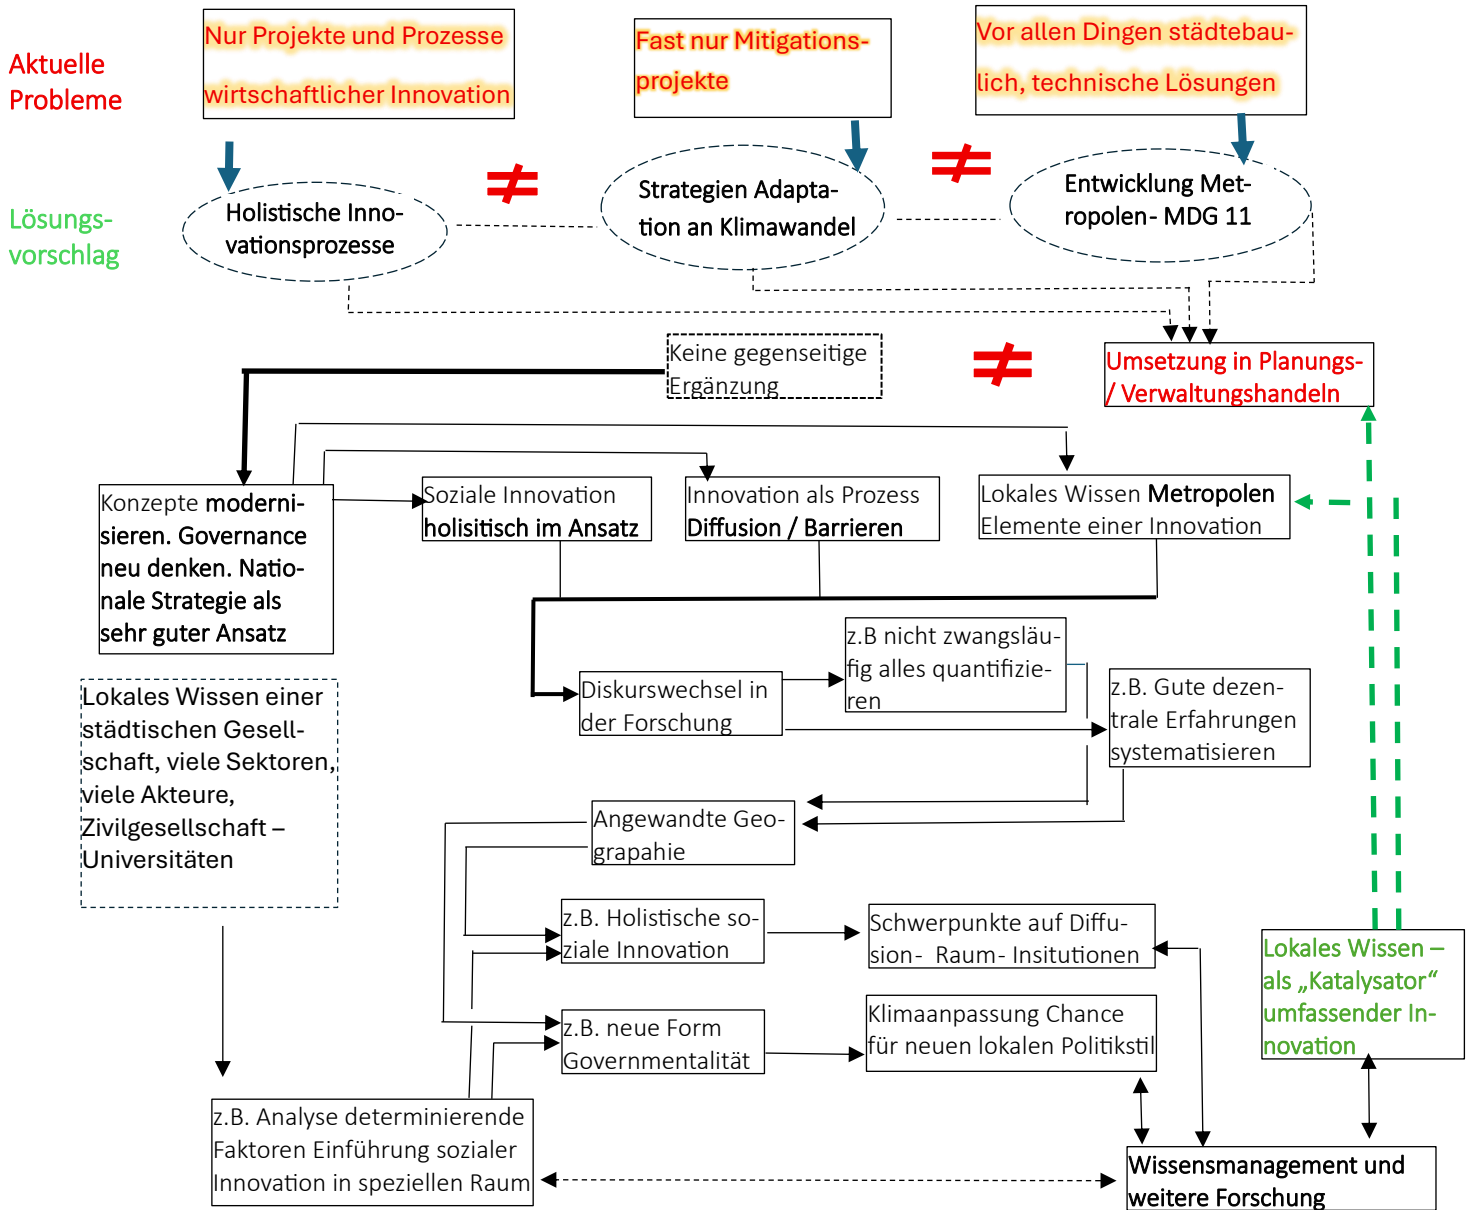 Aktuelle
Probleme
Nur Projekte und Prozesse
wirtschaftlicher Innovation
Fast nur Mitigations-
projekte
Vor allen Dingen städtebau-
lich, technische Lösungen
Lösungs-
vorschlag
Holistische Inno-
vationsprozesse
≠
Strategien Adapta-
tion an Klimawandel
≠
Entwicklung Met-
ropolen- MDG 11
Keine gegenseitige
Ergänzung
≠
Umsetzung in Planungs-
/ Verwaltungshandeln
Konzepte moderni-
sieren. Governance
neu denken. Natio-
nale Strategie als
sehr guter Ansatz
Soziale Innovation
holisitisch im Ansatz
Innovation als Prozess
Diffusion / Barrieren
Lokales Wissen Metropolen
Elemente einer Innovation
Diskurswechsel in
der Forschung
z.B nicht zwangsläu-
fig alles quantifizie-
ren
z.B. Gute dezen-
trale Erfahrungen
systematisieren
Lokales Wissen einer
städtischen Gesell-
schaft, viele Sektoren,
viele Akteure,
Zivilgesellschaft –
Universitäten
Angewandte Geo-
grapahie
z.B. Holistische so-
ziale Innovation
Schwerpunkte auf Diffu-
sion- Raum- Insitutionen
Lokales Wissen –
als „Katalysator“
umfassender In-
novation
z.B. neue Form
Governmentalität
Klimaanpassung Chance
für neuen lokalen Politikstil
z.B. Analyse determinierende
Faktoren Einführung sozialer
Innovation in speziellen Raum
Wissensmanagement und
weitere Forschung